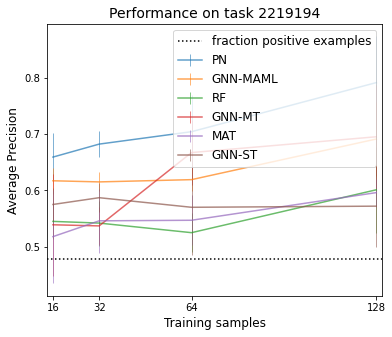 Performance on task 2219194
fraction positive examples
PN
GNN-MAML
RF
GNN-MT
MAT
GNN-ST
Average Precision
0.8
0.7
0.6
0.5
16 32 64 128
Training samples